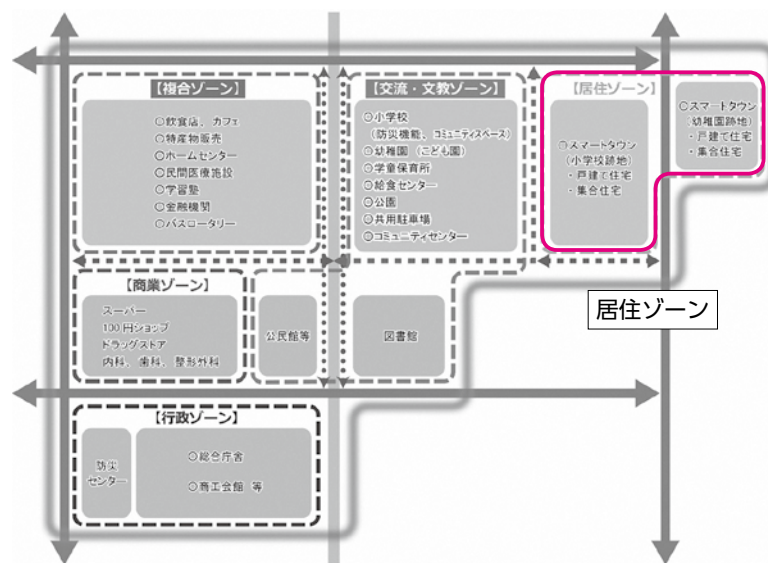 【複合ゾーン】
◎飲食店、カフェ
◎特産物販売
◎ホームセンター
◎民間医療施設
◎学習塾
◎金融機関
◎バスロータリー
【交流・文教ゾーン】
◎小学校
(防災機能、コミュニティスペース)
◎幼稚園(こども園)
◎学童保育所
◎給食センター
◎公園
◎共用駐車場
◎コミュニティセンター
【居住ゾーン】
◎スマートタウン
(小学校跡地)
・戸建て住宅
・集合住宅
◎スマートタウン
(幼稚園跡地)
・戸建て住宅
・集合住宅
【商業ゾーン】
スーパー
100円ショップ
ドラッグストア
内科、歯科、整形外科
公民館等
図書館
居住ゾーン
【行政ゾーン】
防災
センター
◎総合庁舎
◎商工会館 等